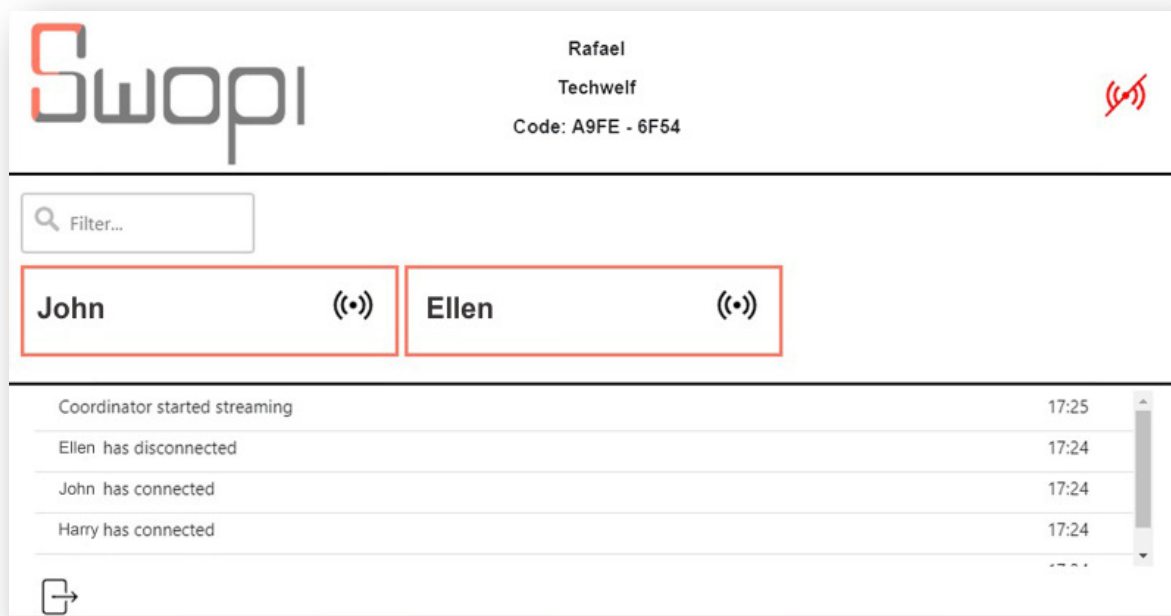 Swopi
Rafael
Techwelf
Code: A9FE - 6F54
Filter...
John
Ellen
Coordinator started streaming 17:25
Ellen has disconnected 17:24
John has connected 17:24
Harry has connected 17:24